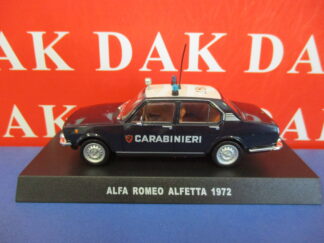 DAK DAK DAK
CARABINIERI
ALFA ROMEO ALFETTA 1972